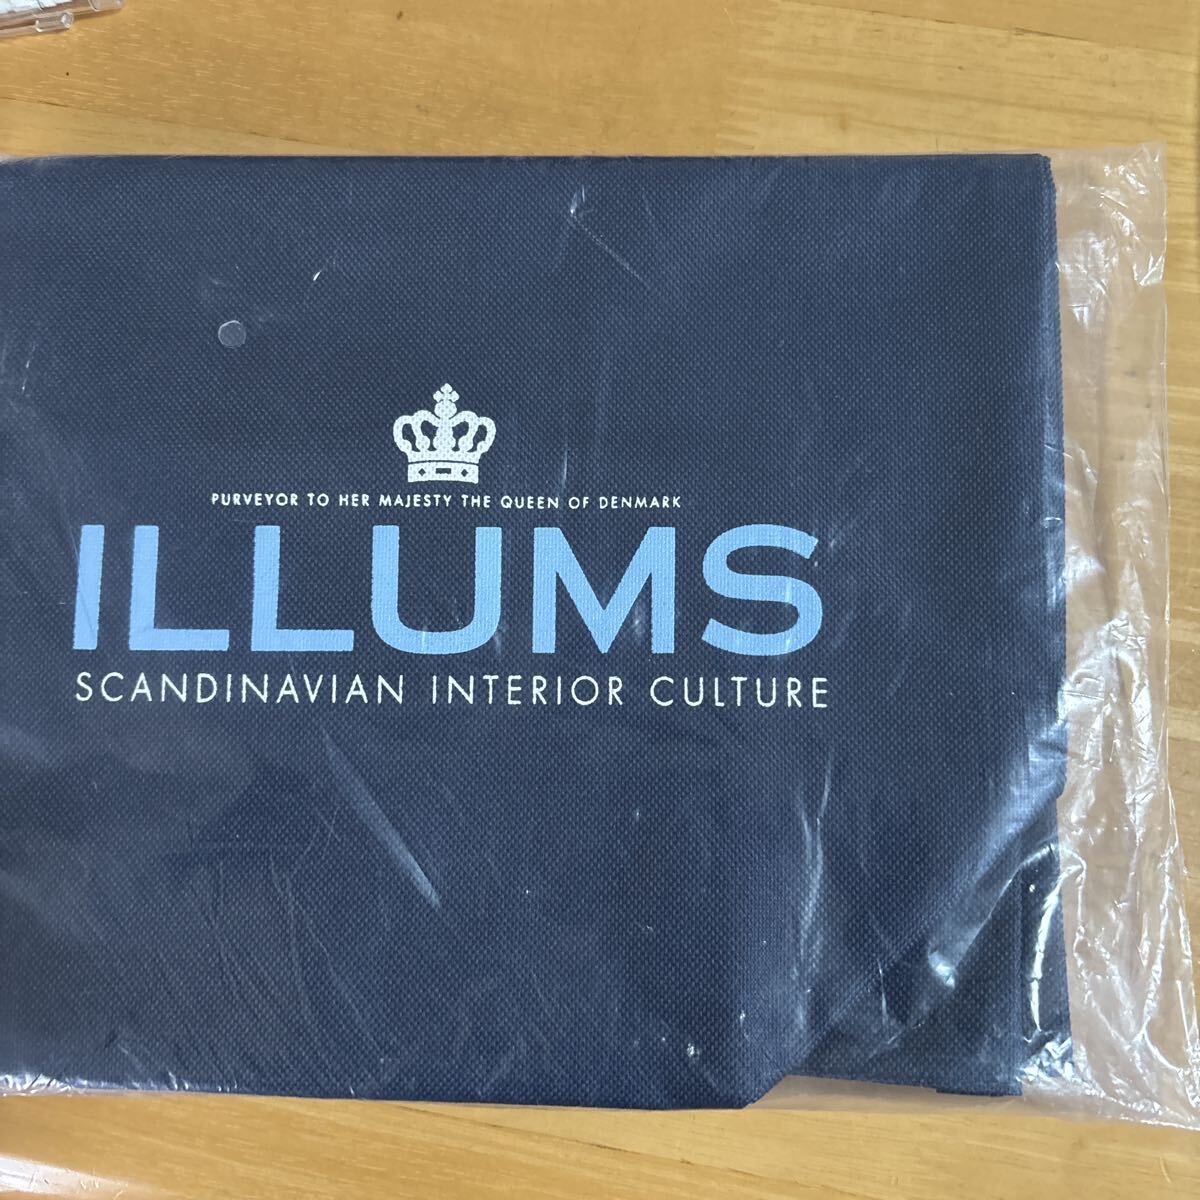 PURVEYOR TO HER MAJESTY THE QUEEN OF DENMARK
ILLUMS
SCANDINAVIAN INTERIOR CULTURE